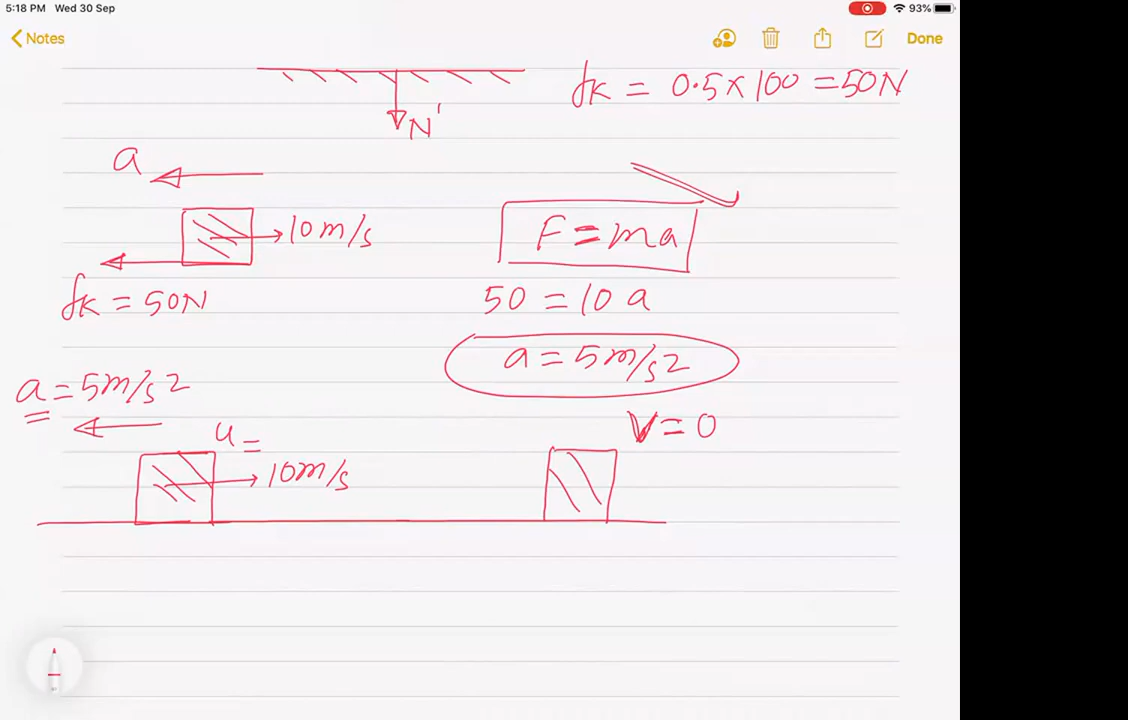 5:18 PM Wed 30 Sep 93%
Notes Done
fK = 0.5 × 100 = 50N
N'
a
10m/s
F = ma
fK = 50N
50 = 10 a
a = 5m/s2
a = 5m/s2
V = 0
u =
10m/s